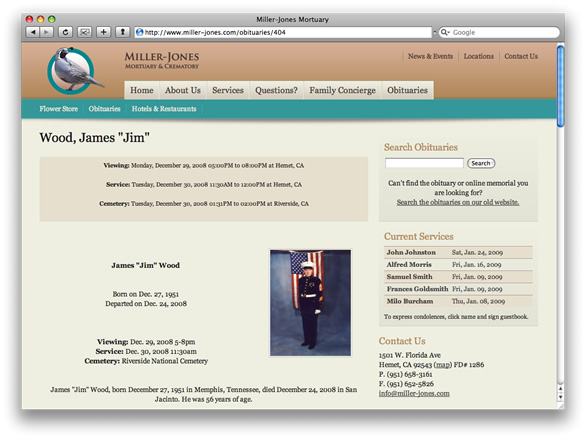 Miller-Jones Mortuary
http://www.miller-jones.com/obituaries/404
Google
MILLER-JONES
MORTUARY & CREMATORY
News & Events
Locations
Contact Us
Home
About Us
Services
Questions?
Family Concierge
Obituaries
Flower Store
Obituaries
Hotels & Restaurants
Wood, James "Jim"
Viewing: Monday, December 29, 2008 05:00PM to 08:00PM at Hemet, CA
Service: Tuesday, December 30, 2008 11:30AM to 12:00PM at Hemet, CA
Cemetery: Tuesday, December 30, 2008 01:31PM to 02:00PM at Riverside, CA
James "Jim" Wood
Born on Dec. 27, 1951
Departed on Dec. 24, 2008
Viewing: Dec. 29, 2008 5-8pm
Service: Dec. 30, 2008 11:30am
Cemetery: Riverside National Cemetery
James "Jim" Wood, born December 27, 1951 in Memphis, Tennessee, died December 24, 2008 in San
Jacinto. He was 56 years of age.
Search Obituaries
Search
Can't find the obituary or online memorial you
are looking for?
Search the obituaries on our old website.
Current Services
John Johnston Sat, Jan. 24, 2009
Alfred Morris Fri, Jan. 16, 2009
Samuel Smith Fri, Jan. 09, 2009
Frances Goldsmith Fri, Jan. 09, 2009
Milo Burcham Thu, Jan. 08, 2009
To express condolences, click name and sign guestbook.
Contact Us
1501 W. Florida Ave
Hemet, CA 92543 (map) FD# 1286
P. (951) 658-3161
F. (951) 652-5826
info@miller-jones.com